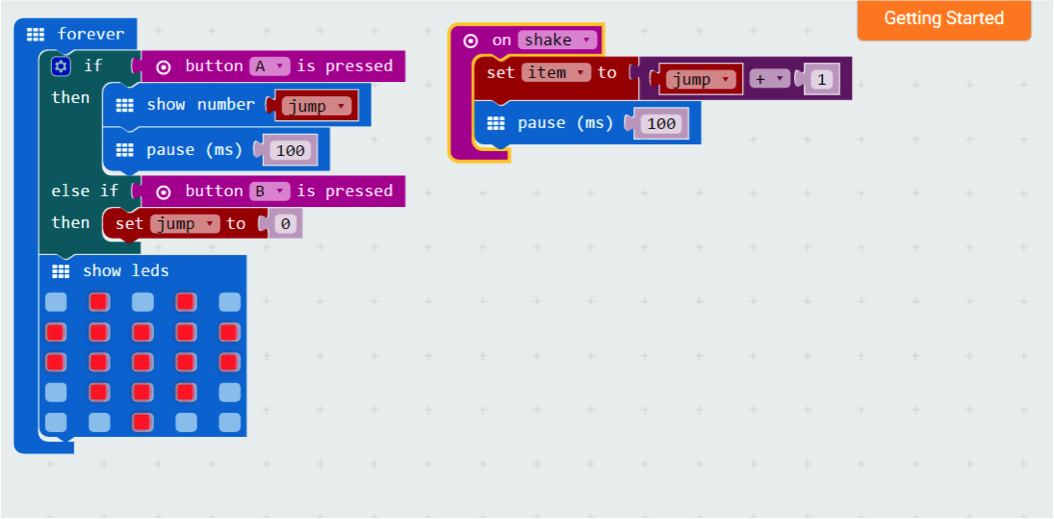 Getting Started
forever
if button A is pressed
then show number jump
pause (ms) 100
else if button B is pressed
then set jump to 0
show leds
on shake
set item to jump + 1
pause (ms) 100